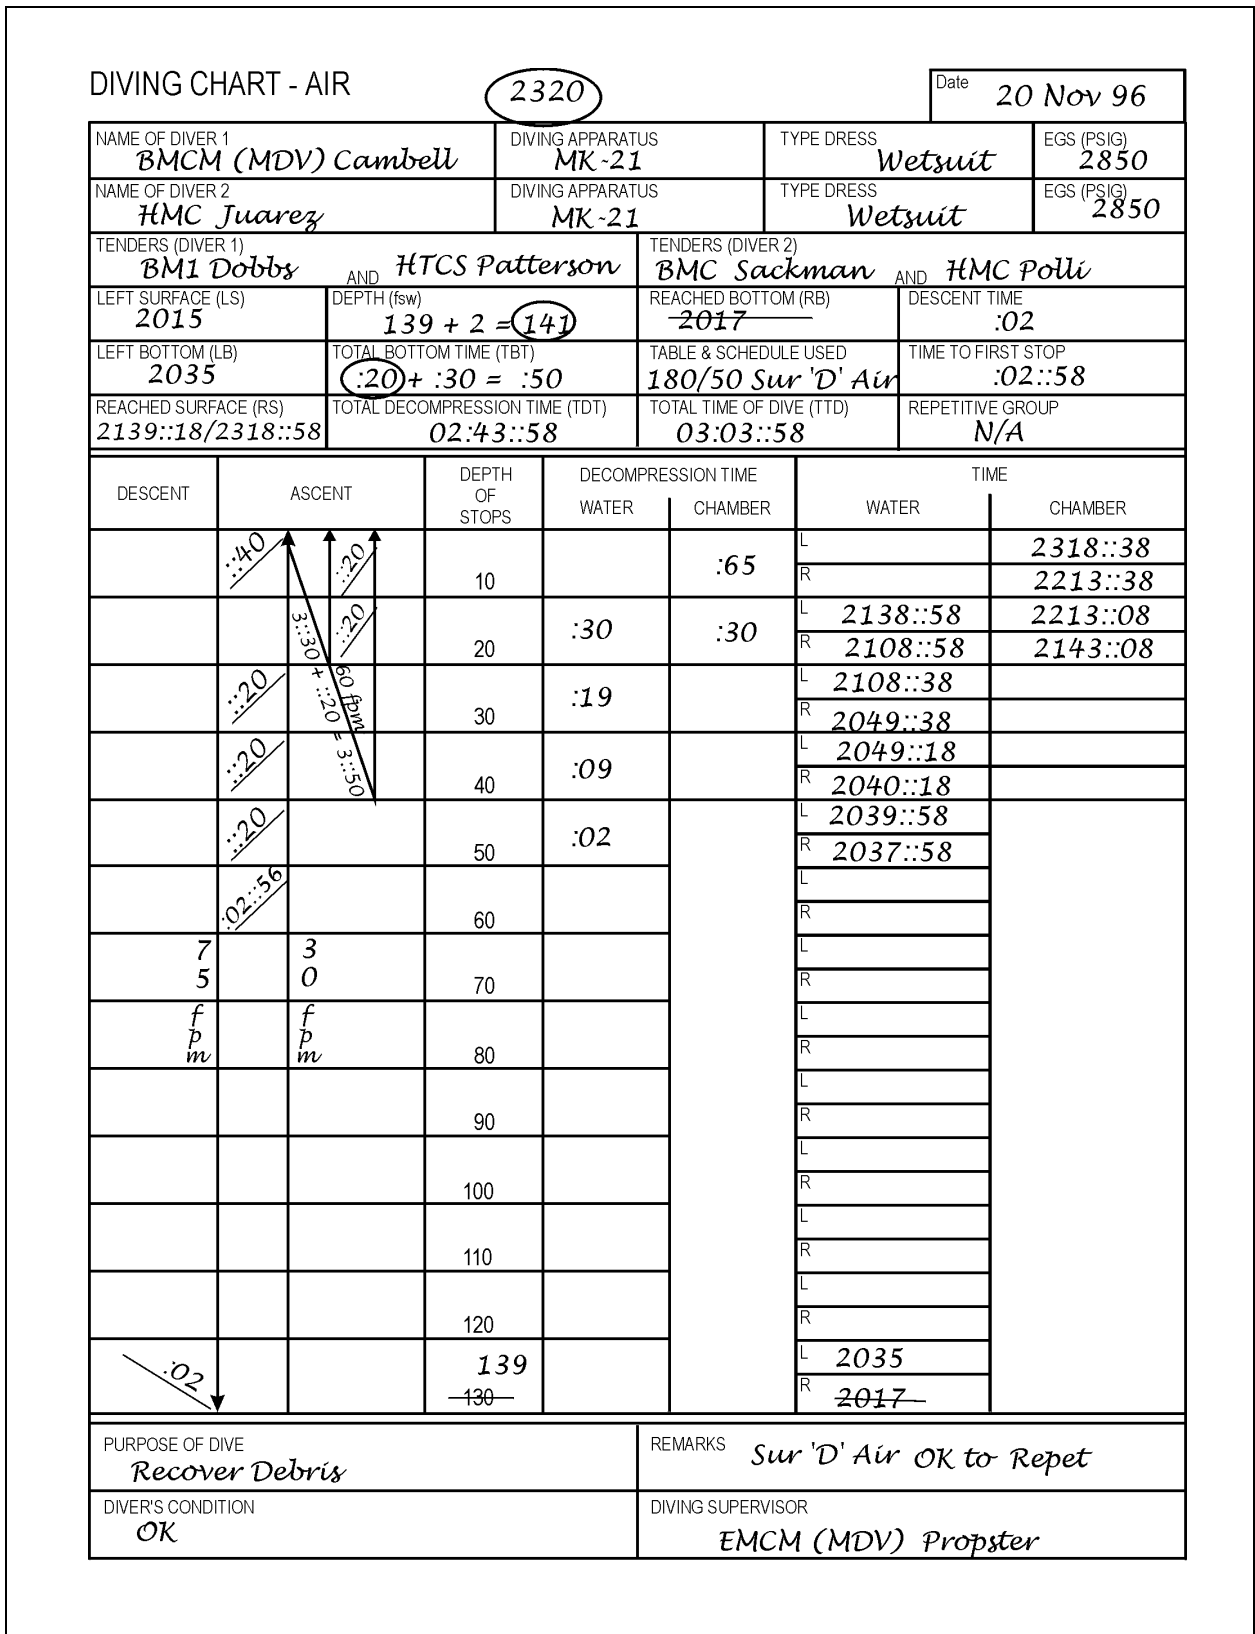 DIVING CHART - AIR
2320
Date 20 Nov 96
NAME OF DIVER 1 DIVING APPARATUS TYPE DRESS EGS (PSIG)
BMCM (MDV) Cambell MK-21 Wetsuit 2850
NAME OF DIVER 2 DIVING APPARATUS TYPE DRESS EGS (PSIG)
HMC Juarez MK-21 Wetsuit 2850
TENDERS (DIVER 1) TENDERS (DIVER 2)
BM1 Dobbs AND HTCS Patterson BMC Sackman AND HMC Polli
LEFT SURFACE (LS) DEPTH (fsw) REACHED BOTTOM (RB) DESCENT TIME
2015 139 + 2 = 141 2017 :02
LEFT BOTTOM (LB) TOTAL BOTTOM TIME (TBT) TABLE & SCHEDULE USED TIME TO FIRST STOP
2035 :20 + :30 = :50 180/50 Sur 'D' Air :02::58
REACHED SURFACE (RS) TOTAL DECOMPRESSION TIME (TDT) TOTAL TIME OF DIVE (TTD) REPETITIVE GROUP
2139::18/2318::58 02:43::58 03:03::58 N/A
DESCENT ASCENT DEPTH OF STOPS DECOMPRESSION TIME TIME
WATER CHAMBER WATER CHAMBER
::40 ::20 10 :65 L 2318::38
R 2213::38
::20 20 :30 :30 L 2138::58 2213::08
R 2108::58 2143::08
3::30 + ::20 = 3::50
60 fpm
::20 30 :19 L 2108::38
R 2049::38
::20 40 :09 L 2049::18
R 2040::18
::20 50 :02 L 2039::58
R 2037::58
:02::56 60 L
R
75 fpm 30 fpm
70 L
R
80 L
R
90 L
R
100 L
R
110 L
R
120 L
R
:02 139 L 2035
130 R 2017
PURPOSE OF DIVE REMARKS Sur 'D' Air OK to Repet
Recover Debris
DIVER'S CONDITION DIVING SUPERVISOR
OK EMCM (MDV) Propster